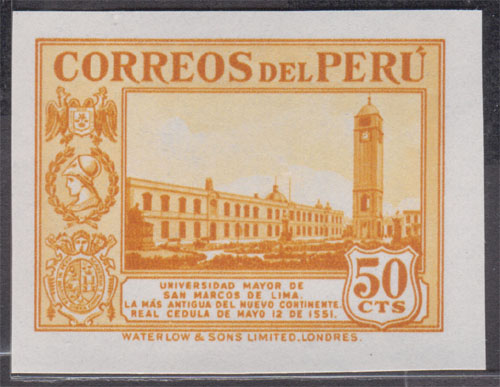 CORREOS DEL PERÚ
UNIVERSIDAD MAYOR DE
SAN MARCOS DE LIMA.
LA MÁS ANTIGUA DEL NUEVO CONTINENTE.
REAL CEDULA DE MAYO 12 DE 1551.
50
CTS
WATERLOW & SONS LIMITED, LONDRES.